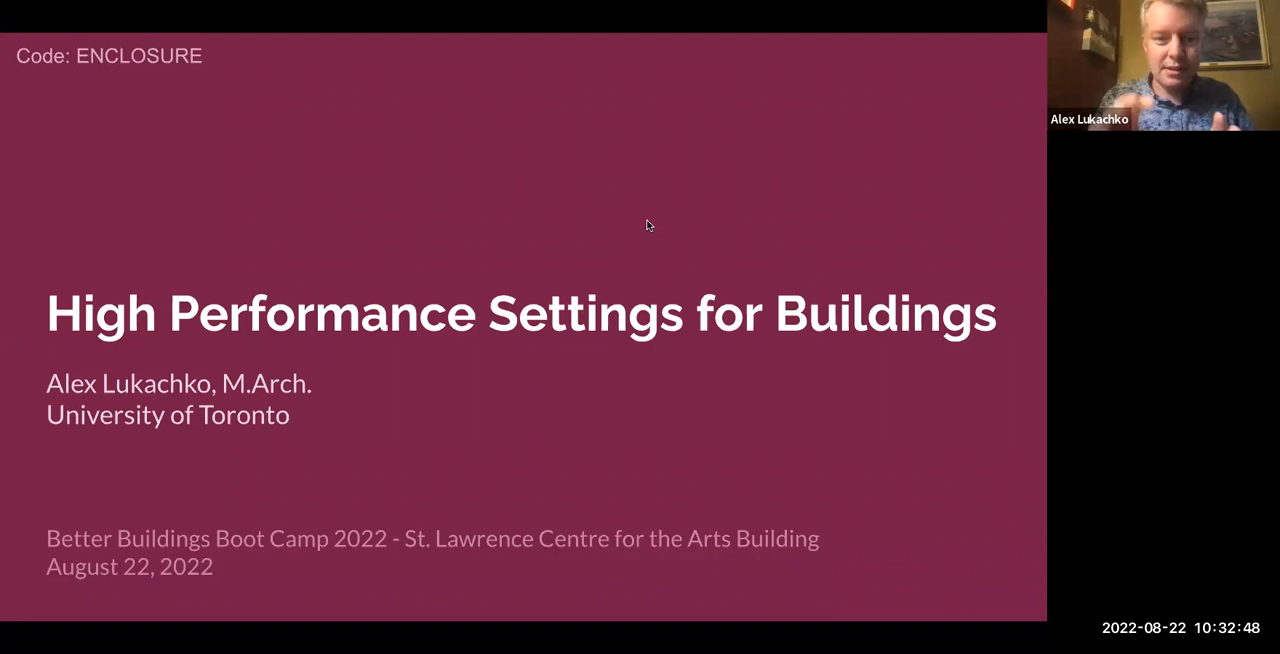 Code: ENCLOSURE
Alex Lukachko
High Performance Settings for Buildings
Alex Lukachko, M.Arch.
University of Toronto
Better Buildings Boot Camp 2022 - St. Lawrence Centre for the Arts Building
August 22, 2022
2022-08-22 10:32:48